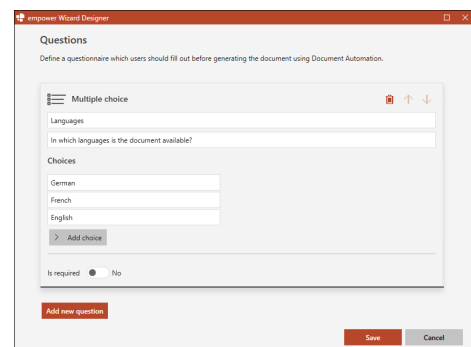 empower Wizard Designer
Questions
Define a questionnaire which users should fill out before generating the document using Document Automation.
Multiple choice
Languages
In which languages is the document available?
Choices
German
French
English
Add choice
Is required No
Add new question
Save Cancel